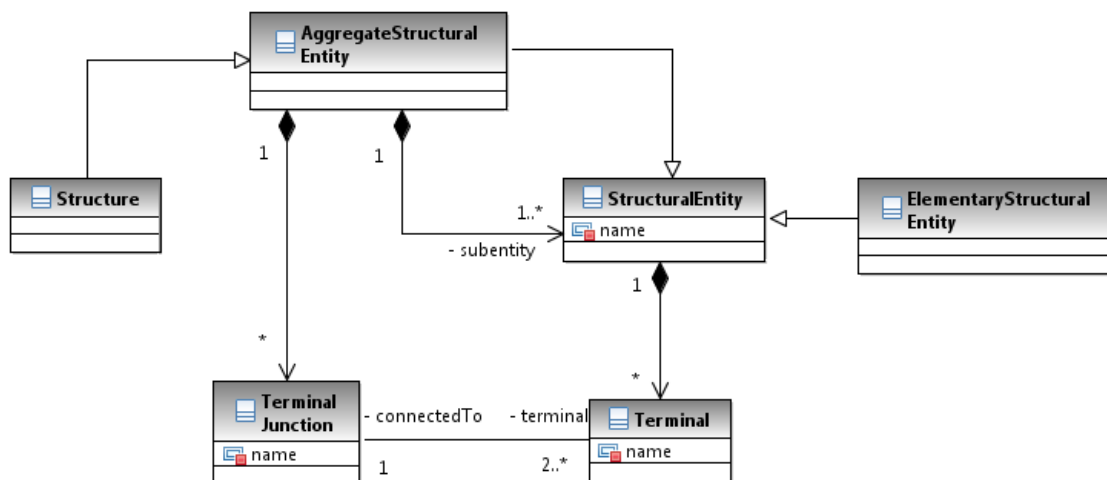 AggregateStructural
Entity
1
1
Structure
StructuralEntity
name
ElementaryStructural
Entity
1..*
- subentity
1
*
*
Terminal
Junction
name
- connectedTo
- terminal
1
2..*
Terminal
name